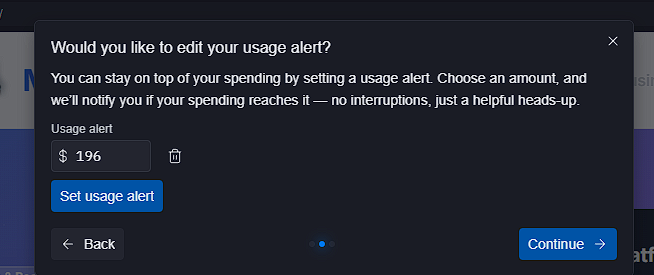 Would you like to edit your usage alert?
You can stay on top of your spending by setting a usage alert. Choose an amount, and
we'll notify you if your spending reaches it — no interruptions, just a helpful heads-up.
Usage alert
$ 196
Set usage alert
Back
Continue